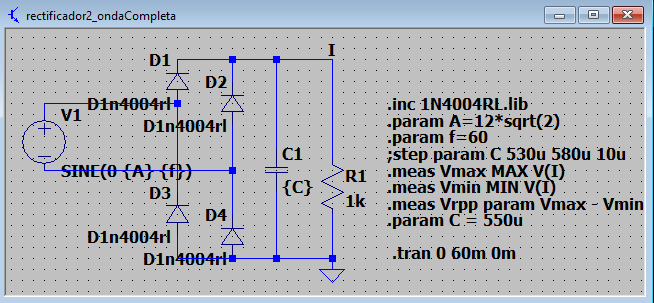 rectificador2_ondaCompleta
I
D1
D2
D1n4004rl
V1
D1n4004rl
.inc 1N4004RL.lib
.param A=12*sqrt(2)
.param f=60
;step param C 530u 580u 10u
.meas Vmax MAX V(I)
.meas Vmin MIN V(I)
.meas Vrpp param Vmax - Vmin
.param C = 550u
.tran 0 60m 0m
C1
{C}
R1
1k
SINE(0 {A} {f})
D3
D4
D1n4004rl
D1n4004rl